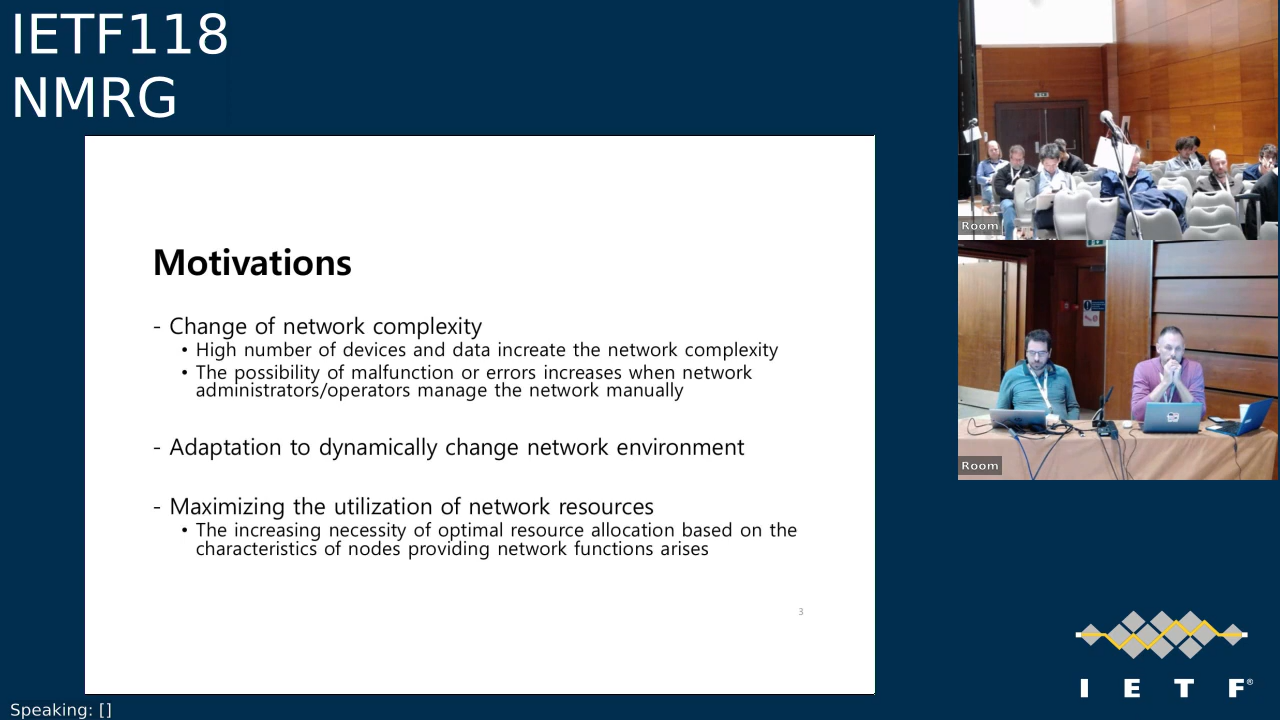 IETF118
NMRG
Motivations
- Change of network complexity
• High number of devices and data increate the network complexity
• The possibility of malfunction or errors increases when network
administrators/operators manage the network manually
- Adaptation to dynamically change network environment
- Maximizing the utilization of network resources
• The increasing necessity of optimal resource allocation based on the
characteristics of nodes providing network functions arises
3
Room
Room
I E T F®
Speaking: []